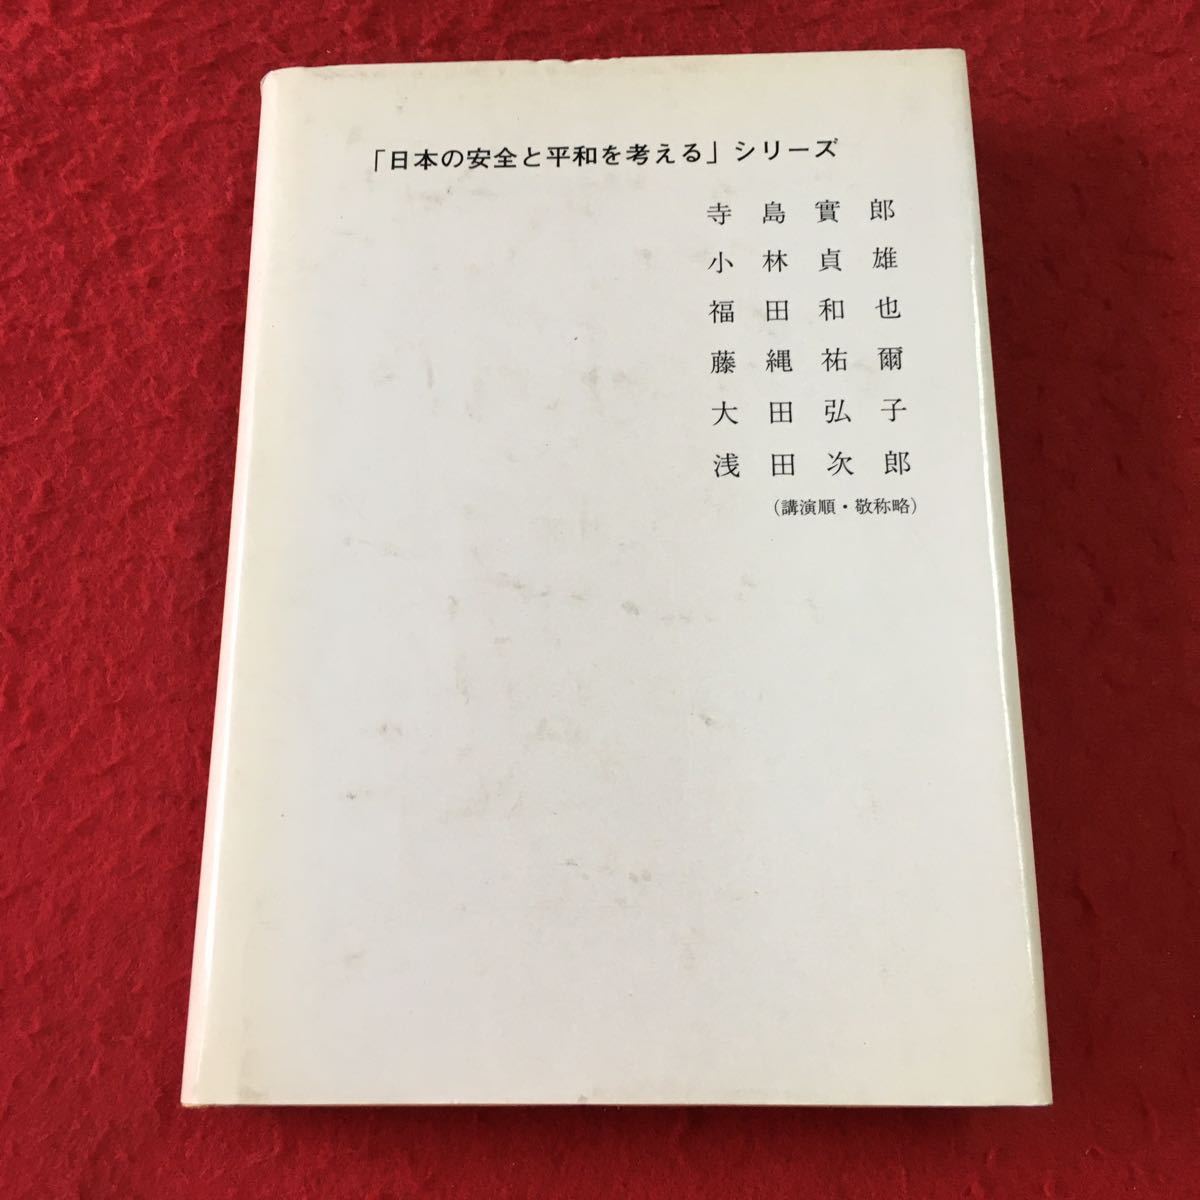 「日本の安全と平和を考える」シリーズ
寺島實郎
小林貞雄
福田和也
藤縄祐爾
大田弘子
浅田次郎
(講演順・敬称略)